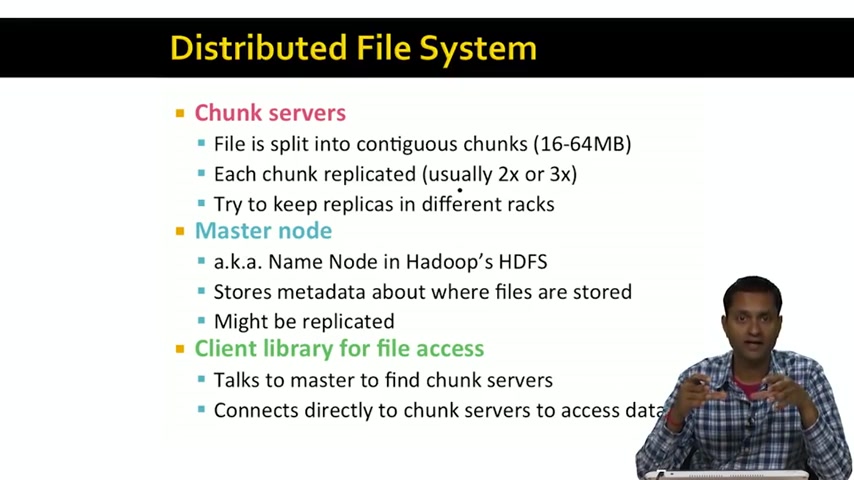 Distributed File System
Chunk servers
File is split into contiguous chunks (16-64MB)
Each chunk replicated (usually 2x or 3x)
Try to keep replicas in different racks
Master node
a.k.a. Name Node in Hadoop's HDFS
Stores metadata about where files are stored
Might be replicated
Client library for file access
Talks to master to find chunk servers
Connects directly to chunk servers to access data